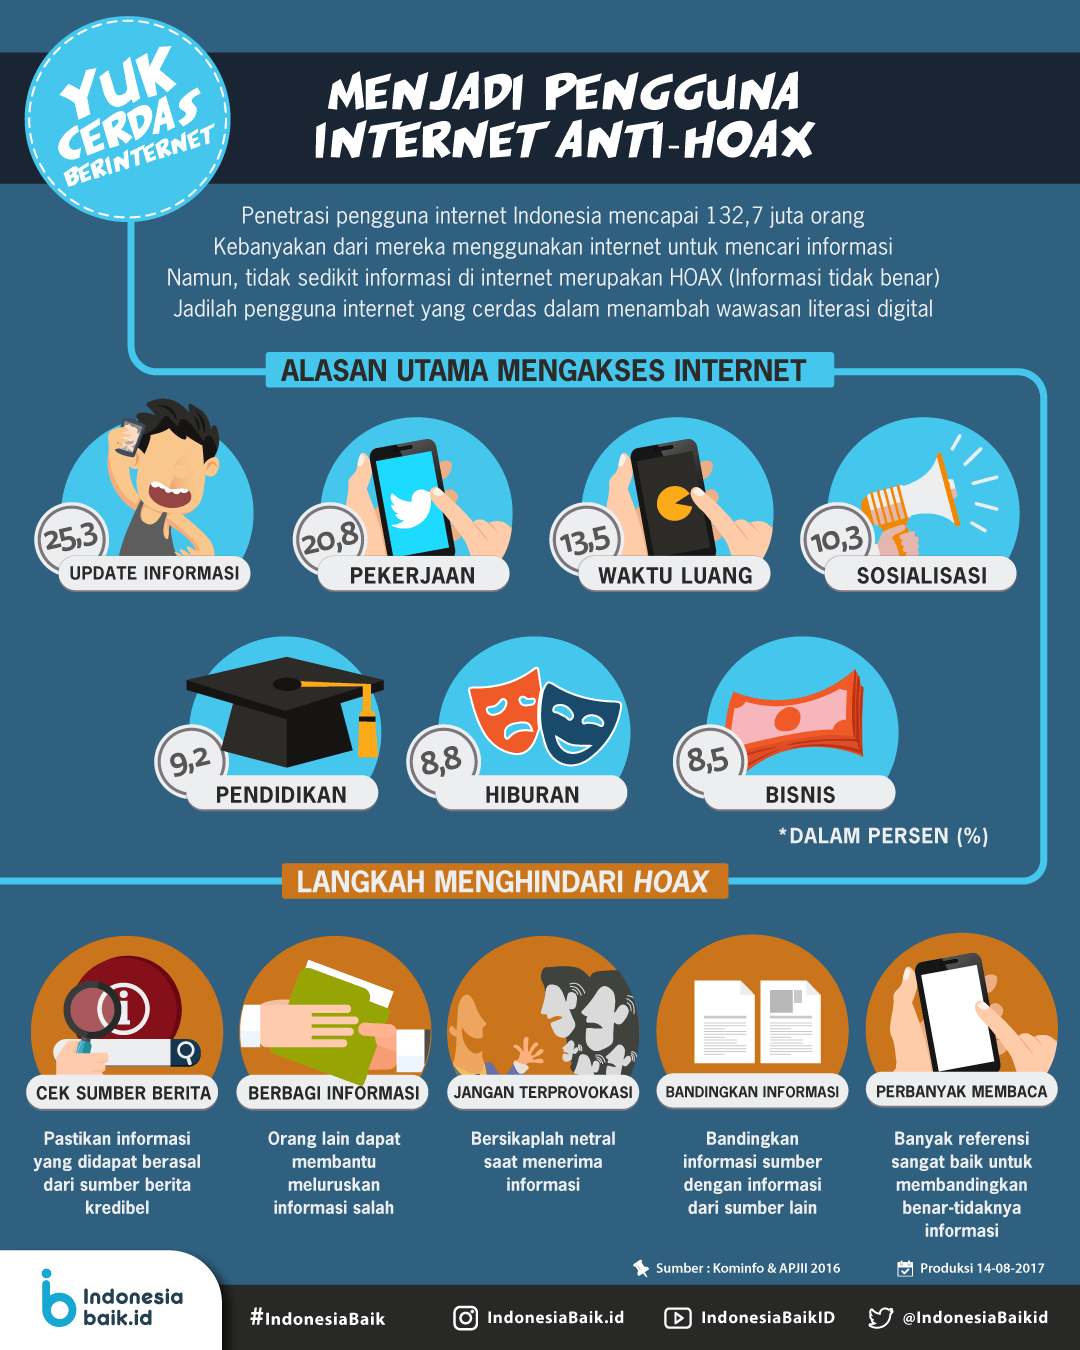 YUK
CERDAS
BERINTERNET
MENJADI PENGGUNA
INTERNET ANTI-HOAX
Penetrasi pengguna internet Indonesia mencapai 132,7 juta orang
Kebanyakan dari mereka menggunakan internet untuk mencari informasi
Namun, tidak sedikit informasi di internet merupakan HOAX (Informasi tidak benar)
Jadilah pengguna internet yang cerdas dalam menambah wawasan literasi digital
ALASAN UTAMA MENGAKSES INTERNET
25,3
UPDATE INFORMASI
20,8
PEKERJAAN
13,5
WAKTU LUANG
10,3
SOSIALISASI
9,2
PENDIDIKAN
8,8
HIBURAN
8,5
BISNIS
*DALAM PERSEN (%)
LANGKAH MENGHINDARI HOAX
CEK SUMBER BERITA
Pastikan informasi
yang didapat berasal
dari sumber berita
kredibel
BERBAGI INFORMASI
Orang lain dapat
membantu
meluruskan
informasi salah
JANGAN TERPROVOKASI
Bersikaplah netral
saat menerima
informasi
BANDINGKAN INFORMASI
Bandingkan
informasi sumber
dengan informasi
dari sumber lain
PERBANYAK MEMBACA
Banyak referensi
sangat baik untuk
membandingkan
benar-tidaknya
informasi
Sumber : Kominfo & APJII 2016
Produksi 14-08-2017
Indonesia
baik.id
#IndonesiaBaik
IndonesiaBaik.id
IndonesiaBaikID
@IndonesiaBaikid